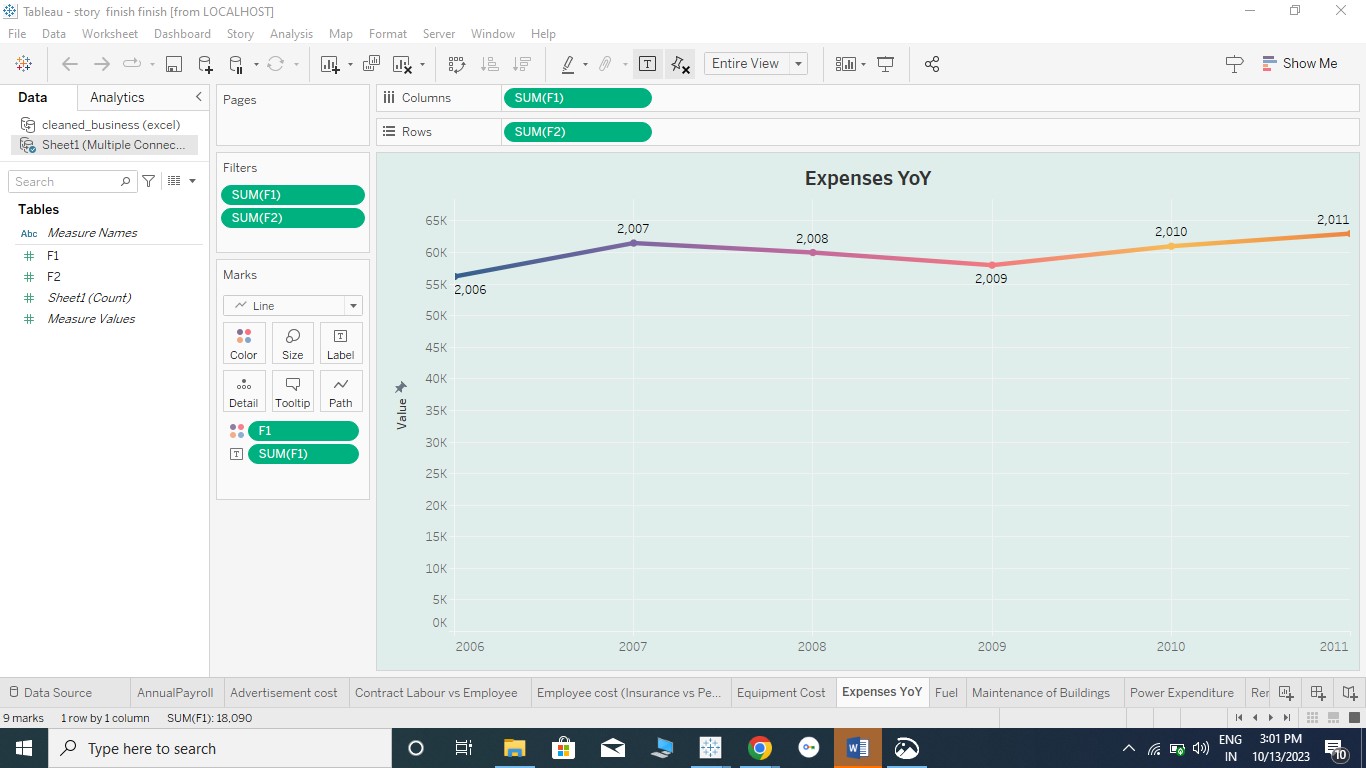 Tableau - story  finish finish [from LOCALHOST]
File Data Worksheet Dashboard Story Analysis Map Format Server Window Help
Entire View
Show Me
Data Analytics
Pages
Columns SUM(F1)
cleaned_business (excel)
Sheet1 (Multiple Connec...
Rows SUM(F2)
Search
Filters
SUM(F1)
SUM(F2)
Tables
Abc Measure Names
# F1
# F2
# Sheet1 (Count)
# Measure Values
Marks
Line
Color Size T Label
Detail Tooltip Path
F1
T SUM(F1)
Expenses YoY
65K
60K
55K
50K
45K
40K
35K
30K
25K
20K
15K
10K
5K
0K
Value
2,006
2,007
2,008
2,009
2,010
2,011
2006 2007 2008 2009 2010 2011
Data Source AnnualPayroll Advertisement cost Contract Labour vs Employee Employee cost (Insurance vs Pe... Equipment Cost Expenses YoY Fuel Maintenance of Buildings Power Expenditure Rer
9 marks 1 row by 1 column SUM(F1): 18,090
Type here to search
ENG
IN
3:01 PM
10/13/2023
10